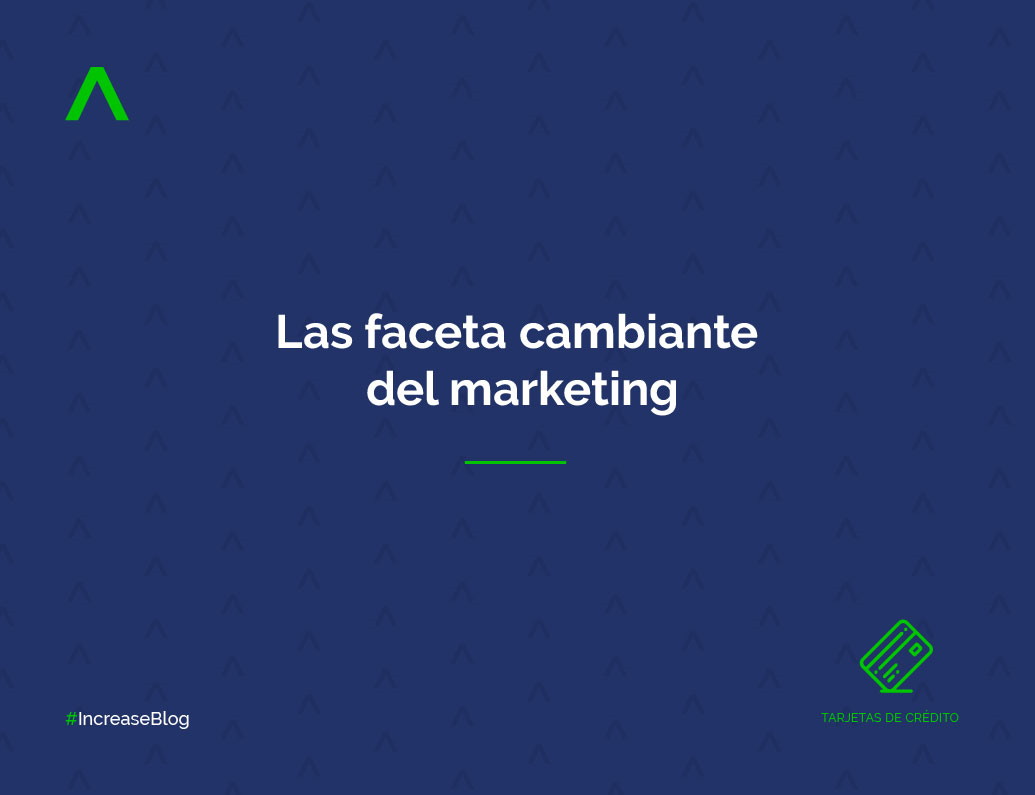 Las faceta cambiante
del marketing
#IncreaseBlog
TARJETAS DE CRÉDITO